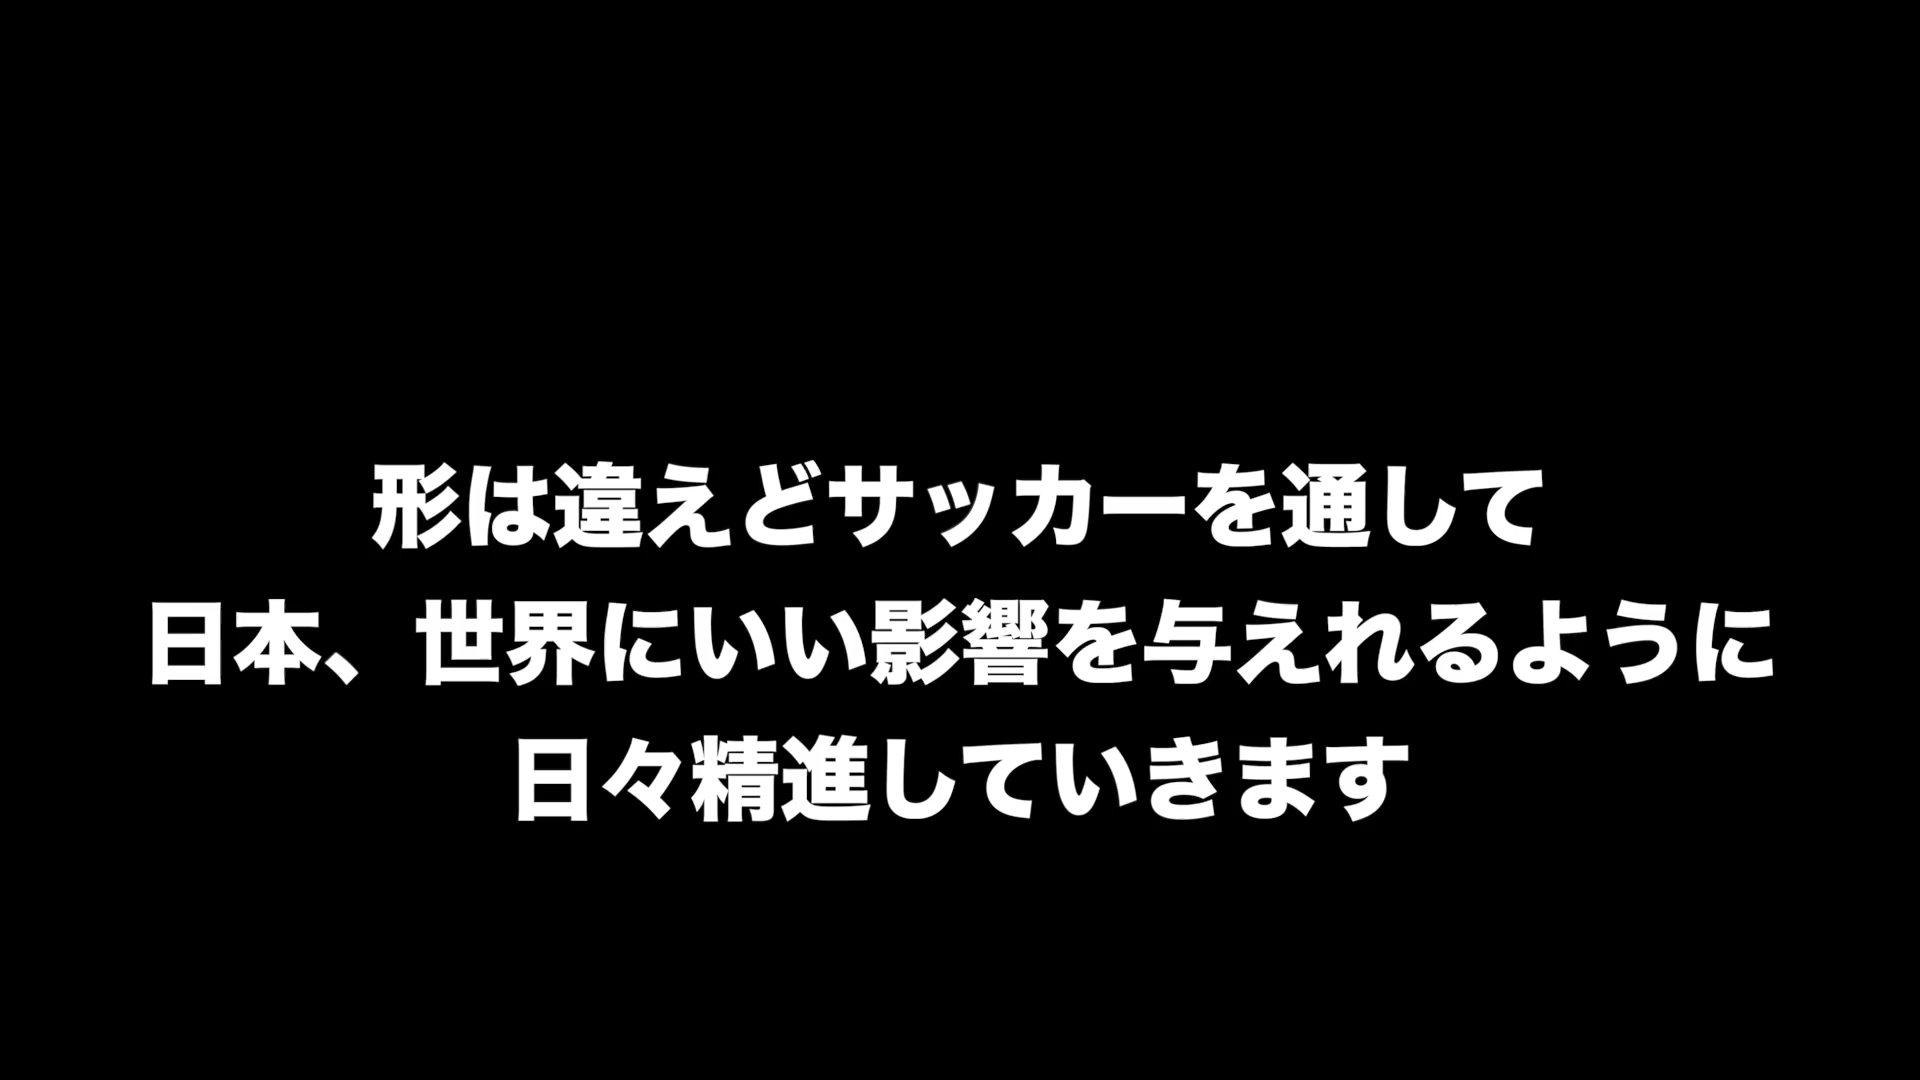 形は違えどサッカーを通して
日本、世界にいい影響を与えれるように
日々精進していきます